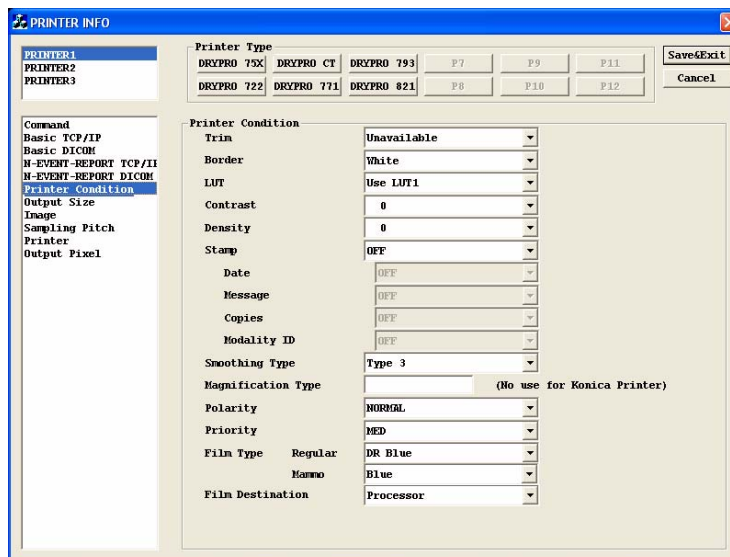 PRINTER INFO
PRINTER1
PRINTER2
PRINTER3
Printer Type
DRYPRO 75X DRYPRO CT DRYPRO 793 P7 P9 P11
DRYPRO 722 DRYPRO 771 DRYPRO 821 P8 P10 P12
Save&Exit
Cancel
Command
Basic TCP/IP
Basic DICOM
N-EVENT-REPORT TCP/IP
N-EVENT-REPORT DICOM
Printer Condition
Output Size
Image
Sampling Pitch
Printer
Output Pixel
Printer Condition
Trim Unavailable
Border White
LUT Use LUT1
Contrast 0
Density 0
Stamp OFF
Date OFF
Message OFF
Copies OFF
Modality ID OFF
Smoothing Type Type 3
Magnification Type (No use for Konica Printer)
Polarity NORMAL
Priority MED
Film Type Regular DR Blue
Mammo Blue
Film Destination Processor